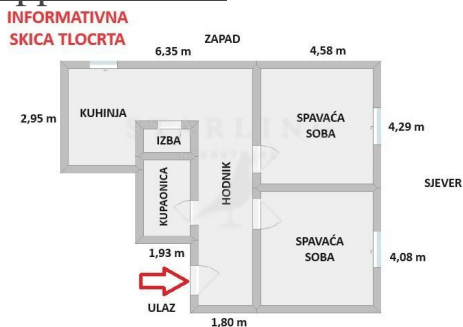 INFORMATIVNA
SKICA TLOCRTA
ZAPAD
6,35 m
4,58 m
2,95 m
KUHINJA
IZBA
SPAVAĆA
SOBA
4,29 m
SJEVER
KUPAONICA
HODNIK
SPAVAĆA
SOBA
4,08 m
1,93 m
ULAZ
1,80 m